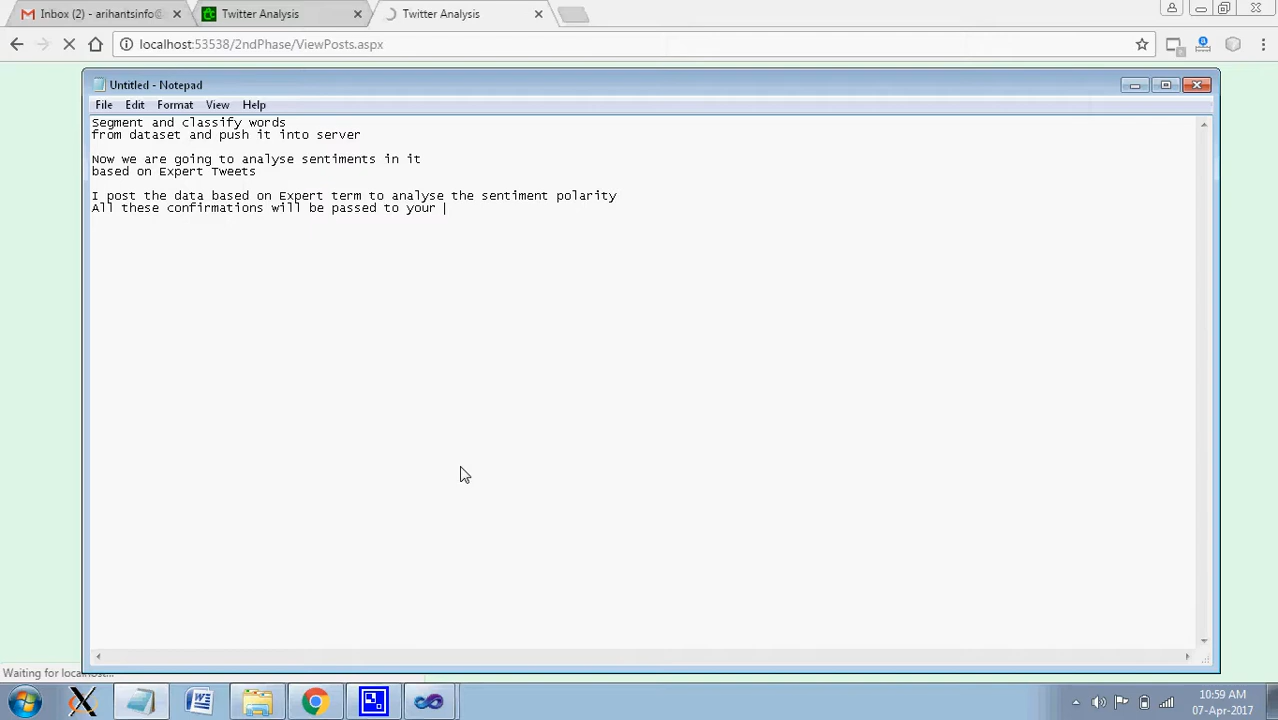 Inbox (2) - arihantsinfo@
Twitter Analysis
Twitter Analysis
localhost:53538/2ndPhase/ViewPosts.aspx
Untitled - Notepad
File Edit Format View Help
Segment and classify words
from dataset and push it into server
Now we are going to analyse sentiments in it
based on Expert Tweets
I post the data based on Expert term to analyse the sentiment polarity
All these confirmations will be passed to your
Waiting for localhost...
10:59 AM
07-Apr-2017